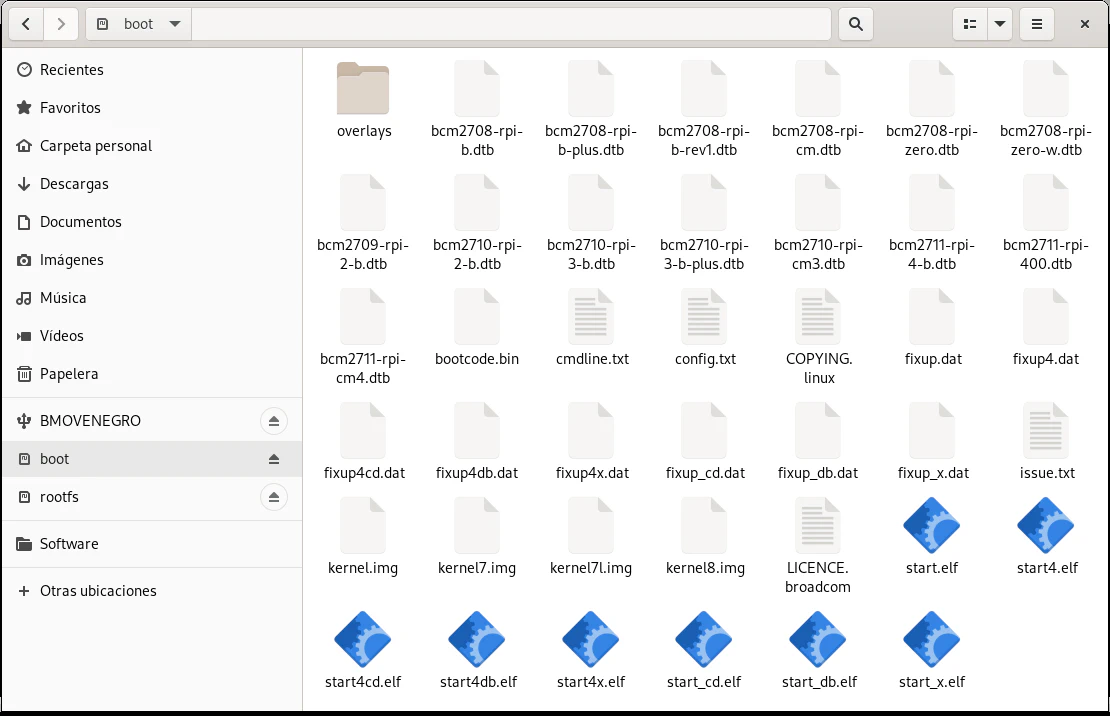 boot
Recientes
Favoritos
Carpeta personal
Descargas
Documentos
Imágenes
Música
Vídeos
Papelera
BMOVENEGRO
boot
rootfs
Software
Otras ubicaciones
overlays
bcm2708-rpi-
b.dtb
bcm2708-rpi-
b-plus.dtb
bcm2708-rpi-
b-rev1.dtb
bcm2708-rpi-
cm.dtb
bcm2708-rpi-
zero.dtb
bcm2708-rpi-
zero-w.dtb
bcm2709-rpi-
2-b.dtb
bcm2710-rpi-
2-b.dtb
bcm2710-rpi-
3-b.dtb
bcm2710-rpi-
3-b-plus.dtb
bcm2710-rpi-
cm3.dtb
bcm2711-rpi-
4-b.dtb
bcm2711-rpi-
400.dtb
bcm2711-rpi-
cm4.dtb
bootcode.bin
cmdline.txt
config.txt
COPYING.
linux
fixup.dat
fixup4.dat
fixup4cd.dat
fixup4db.dat
fixup4x.dat
fixup_cd.dat
fixup_db.dat
fixup_x.dat
issue.txt
kernel.img
kernel7.img
kernel7l.img
kernel8.img
LICENCE.
broadcom
start.elf
start4.elf
start4cd.elf
start4db.elf
start4x.elf
start_cd.elf
start_db.elf
start_x.elf